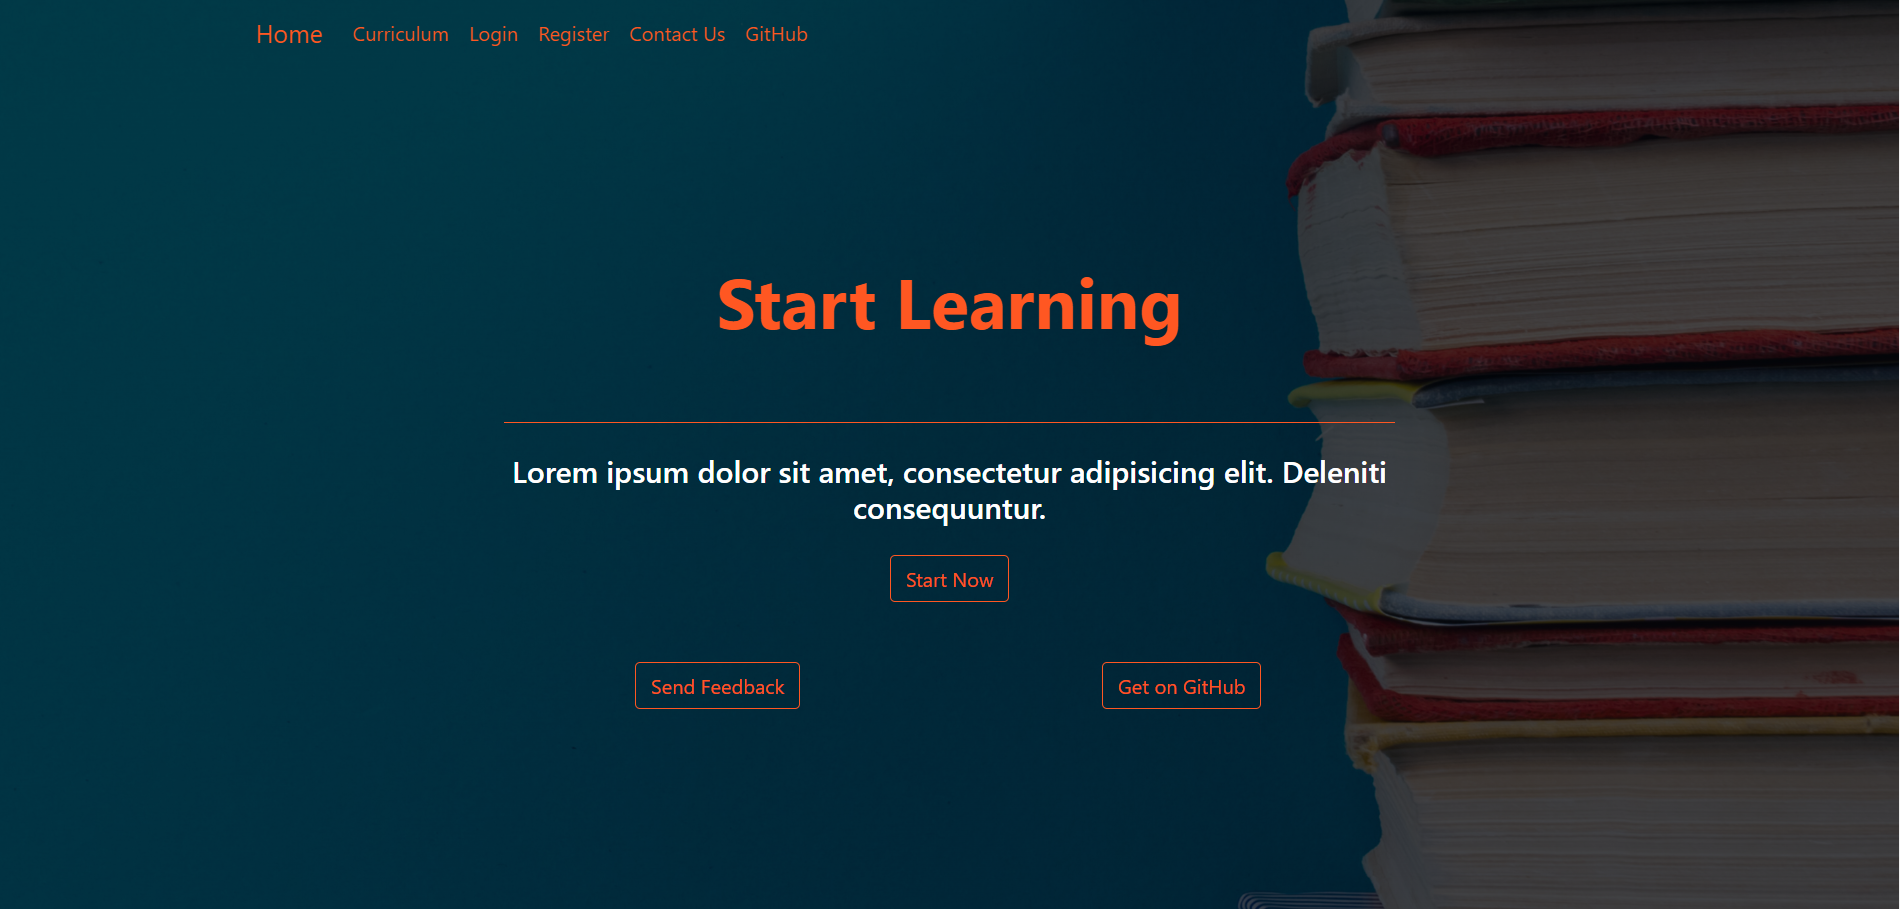 Home Curriculum Login Register Contact Us GitHub
Start Learning
Lorem ipsum dolor sit amet, consectetur adipisicing elit. Deleniti
consequuntur.
Start Now
Send Feedback Get on GitHub